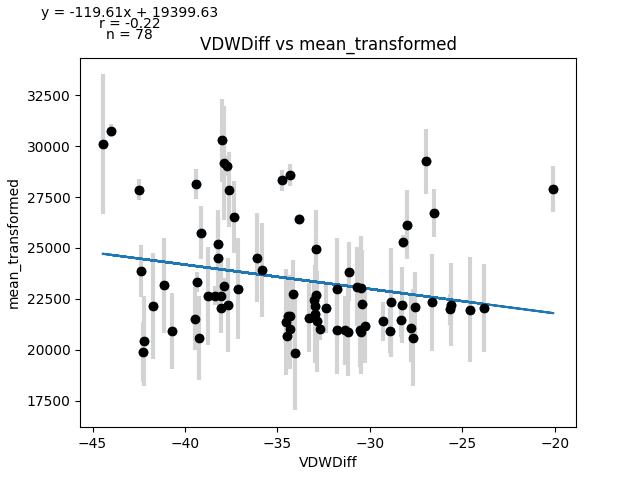 y = -119.61x + 19399.63
r = -0.22
n = 78
VDWDiff vs mean_transformed
mean_transformed
32500
30000
27500
25000
22500
20000
17500
−45 −40 −35 −30 −25 −20
VDWDiff